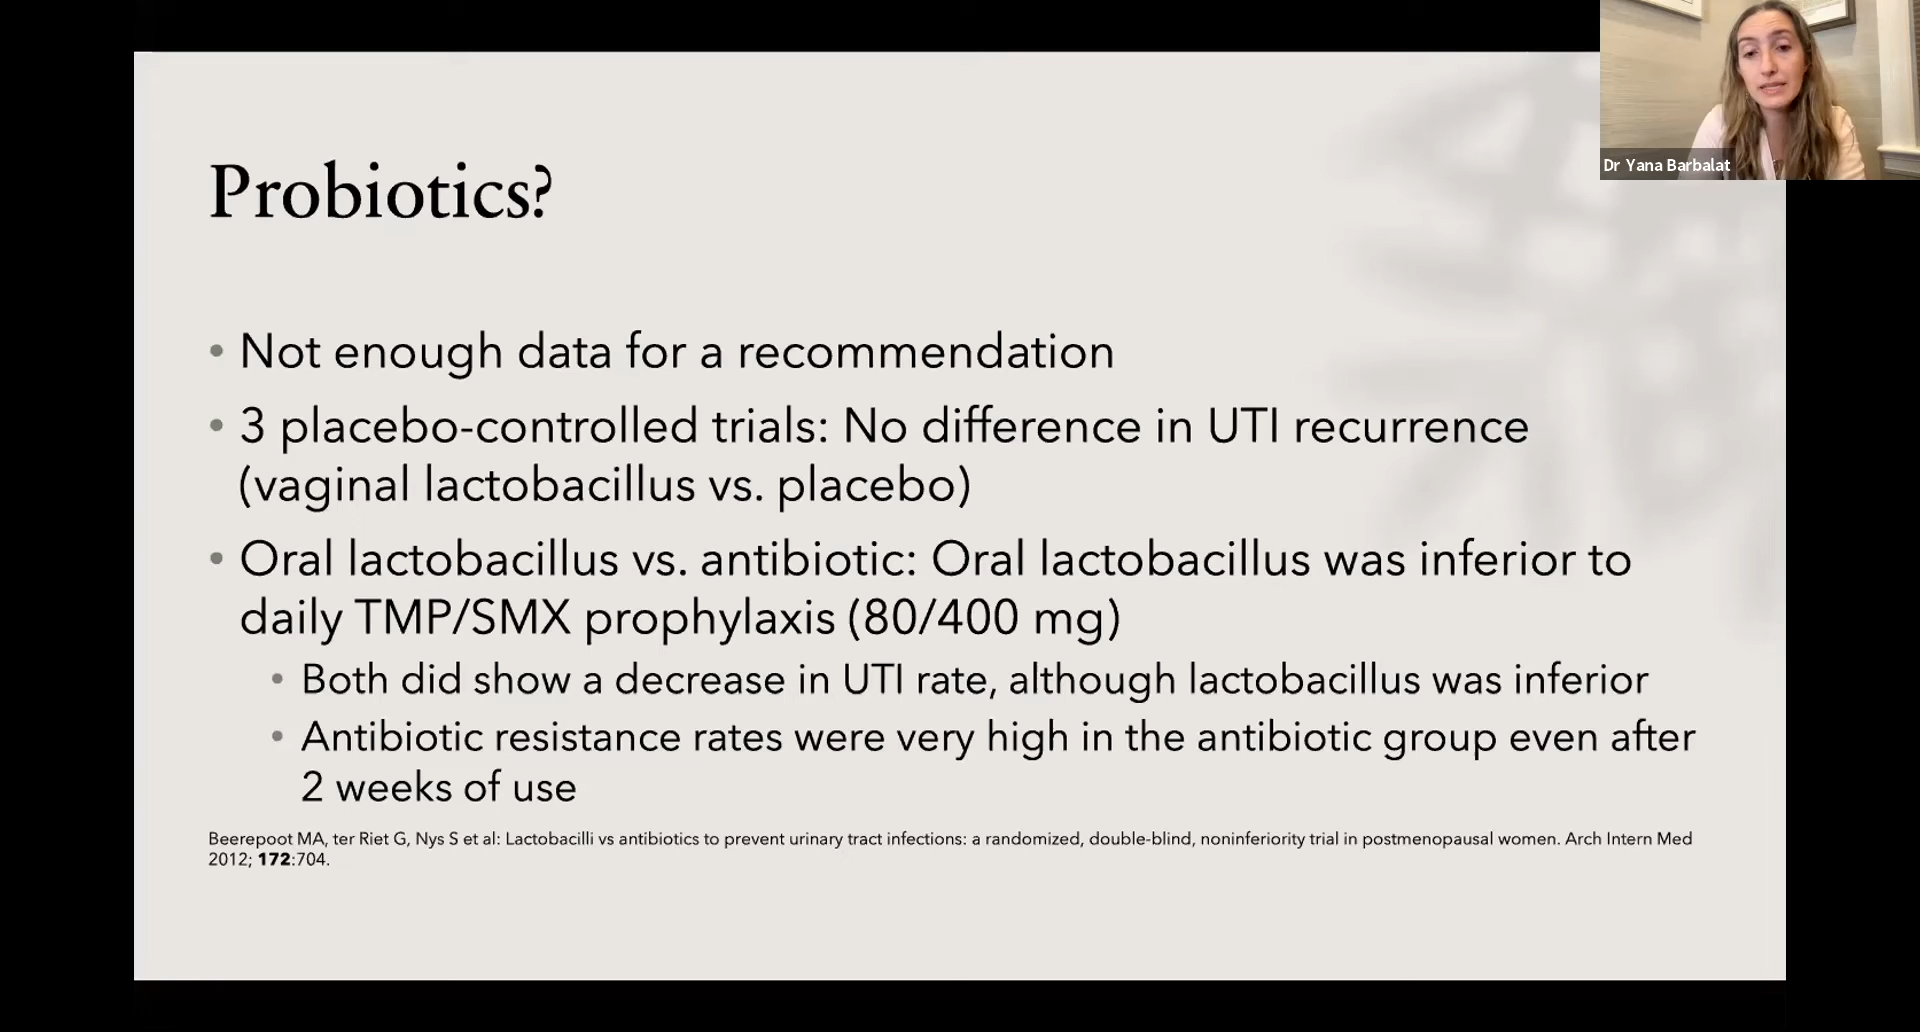 Probiotics?
• Not enough data for a recommendation
• 3 placebo-controlled trials: No difference in UTI recurrence
(vaginal lactobacillus vs. placebo)
• Oral lactobacillus vs. antibiotic: Oral lactobacillus was inferior to
daily TMP/SMX prophylaxis (80/400 mg)
• Both did show a decrease in UTI rate, although lactobacillus was inferior
• Antibiotic resistance rates were very high in the antibiotic group even after
2 weeks of use
Beerepoot MA, ter Riet G, Nys S et al: Lactobacilli vs antibiotics to prevent urinary tract infections: a randomized, double-blind, noninferiority trial in postmenopausal women. Arch Intern Med
2012; 172:704.
Dr Yana Barbalat